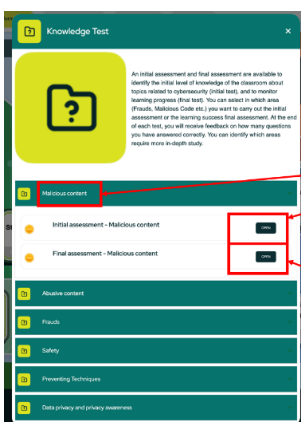 Knowledge Test
An initial assessment and final assessment are available to
identify the initial level of knowledge of the classroom about
topics related to cybersecurity (initial test), and to monitor
learning progress (final test). You can select in which area
(Frauds, Malicious Code etc.) you want to carry out the initial
assessment or the learning success final assessment. At the end
of each test, you will receive feedback on how many questions
you have answered correctly. You can identify which areas
require more in-depth study.
Malicious content
Initial assessment - Malicious content
OPEN
Final assessment - Malicious content
OPEN
Abusive content
Frauds
Safety
Preventing Techniques
Data privacy and privacy awareness